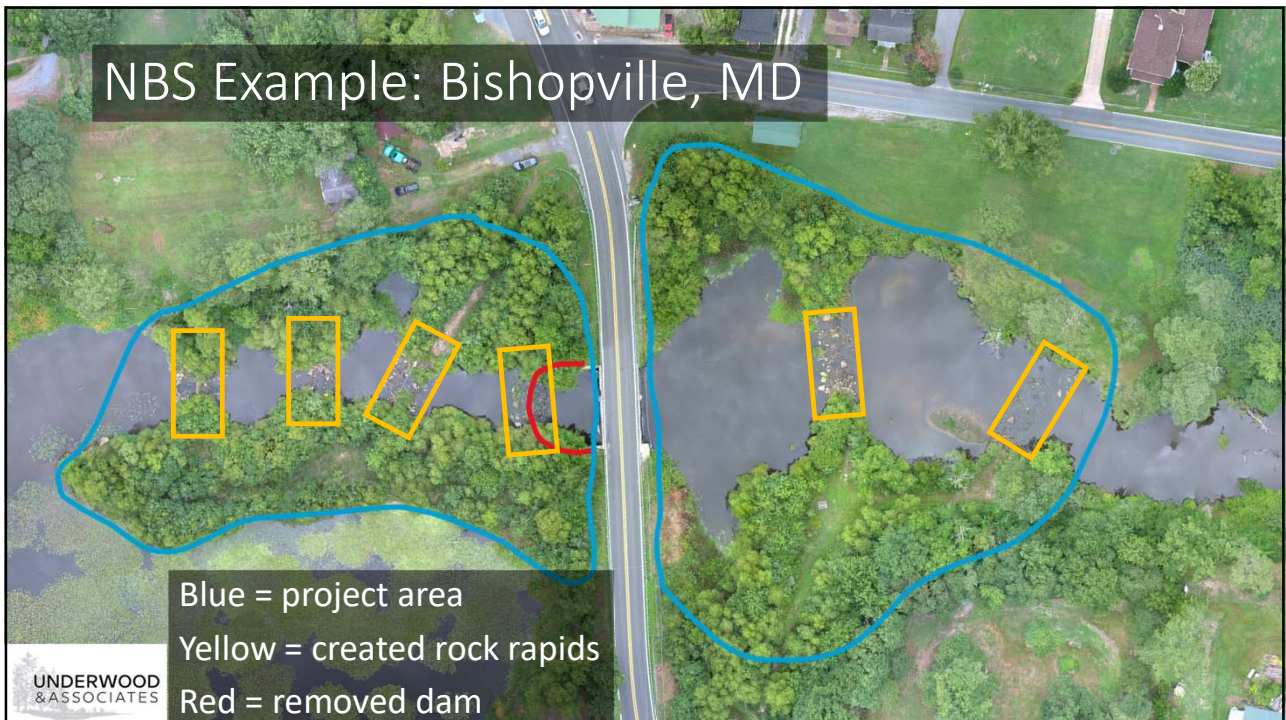 NBS Example: Bishopville, MD
Blue = project area
Yellow = created rock rapids
Red = removed dam
UNDERWOOD
& ASSOCIATES